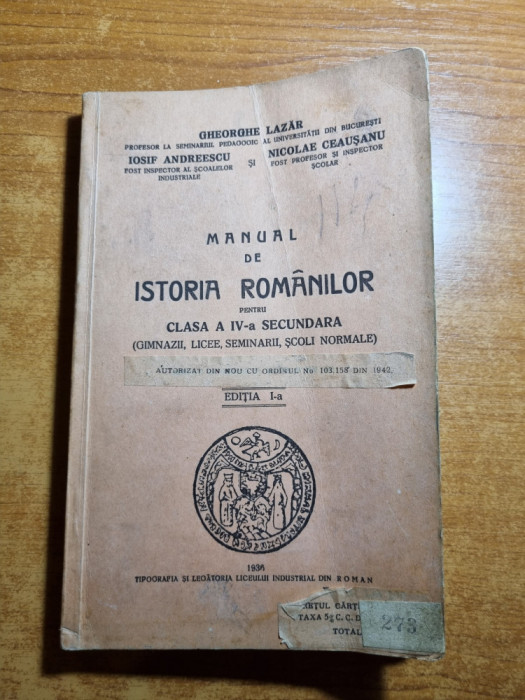 GHEORGHE LAZĂR
PROFESOR LA SEMINARIUL PEDAGOGIC AL UNIVERSITĂȚII DIN BUCUREȘTI
IOSIF ANDREESCU ȘI NICOLAE CEAUȘANU
FOST INSPECTOR AL ȘCOALELOR INDUSTRIALE
FOST PROFESOR ȘI INSPECTOR ȘCOLAR
MANUAL
DE
ISTORIA ROMÂNILOR
PENTRU
CLASA A IV-a SECUNDARA
(GIMNAZII, LICEE, SEMINARII, ȘCOLI NORMALE)
AUTORIZAT DIN NOU CU ORDINUL No 103.158 DIN 1942.
EDIȚIA I-a
1936
TIPOGRAFIA ȘI LEGĂTORIA LICEULUI INDUSTRIAL DIN ROMAN
TAXA 5% C. C. D.
TOTAL
273